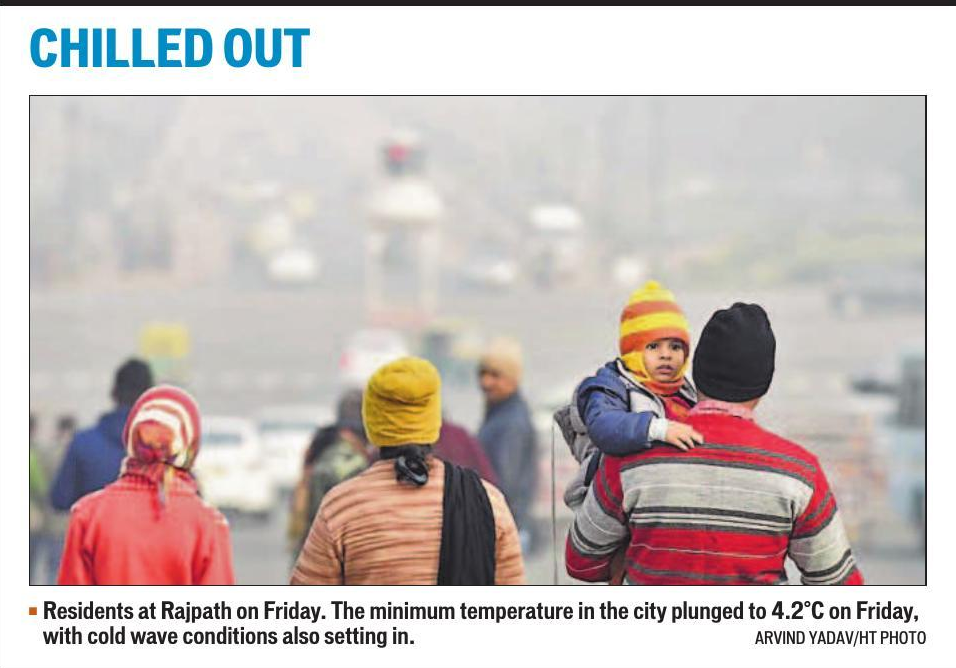 CHILLED OUT
Residents at Rajpath on Friday. The minimum temperature in the city plunged to 4.2°C on Friday,
with cold wave conditions also setting in.
ARVIND YADAV/HT PHOTO